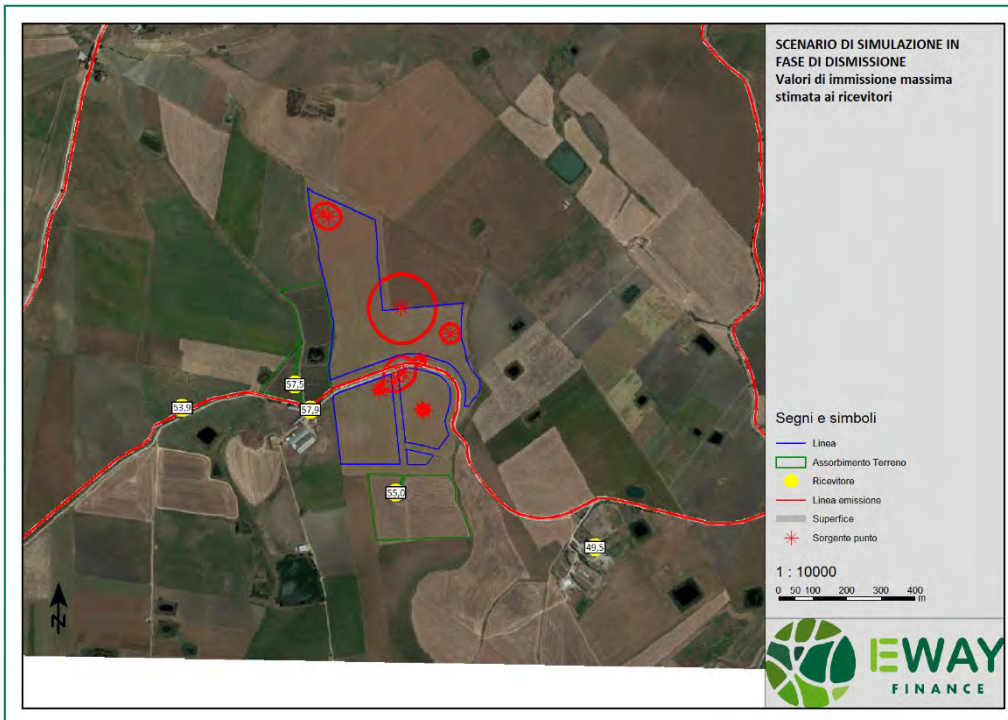 SCENARIO DI SIMULAZIONE IN
FASE DI DISMISSIONE
Valori di immissione massima
stimata ai ricevitori
57,5
53,9
57,9
55,0
49,5
Segni e simboli
Linea
Assorbimento Terreno
Ricevitore
Linea emissione
Superfice
Sorgente punto
1 : 10000
0 50 100 200 300 400
m
N
EWAY
FINANCE